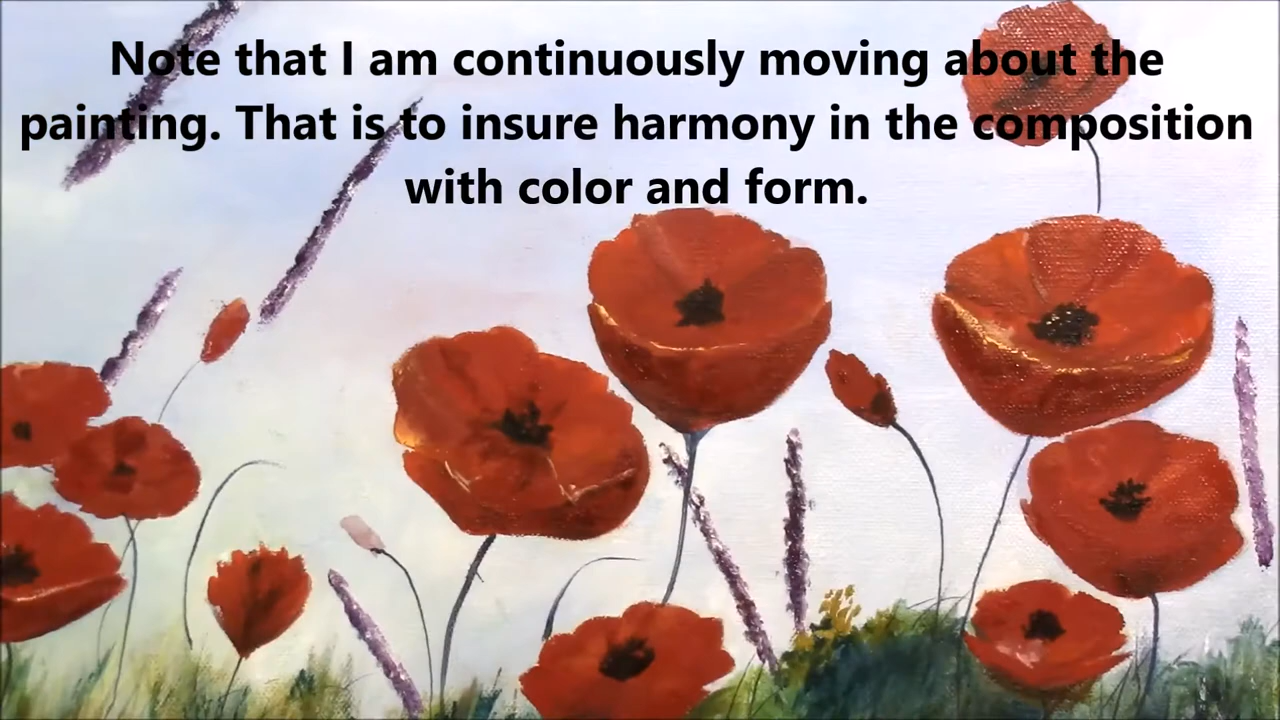 Note that I am continuously moving about the
painting. That is to insure harmony in the composition
with color and form.